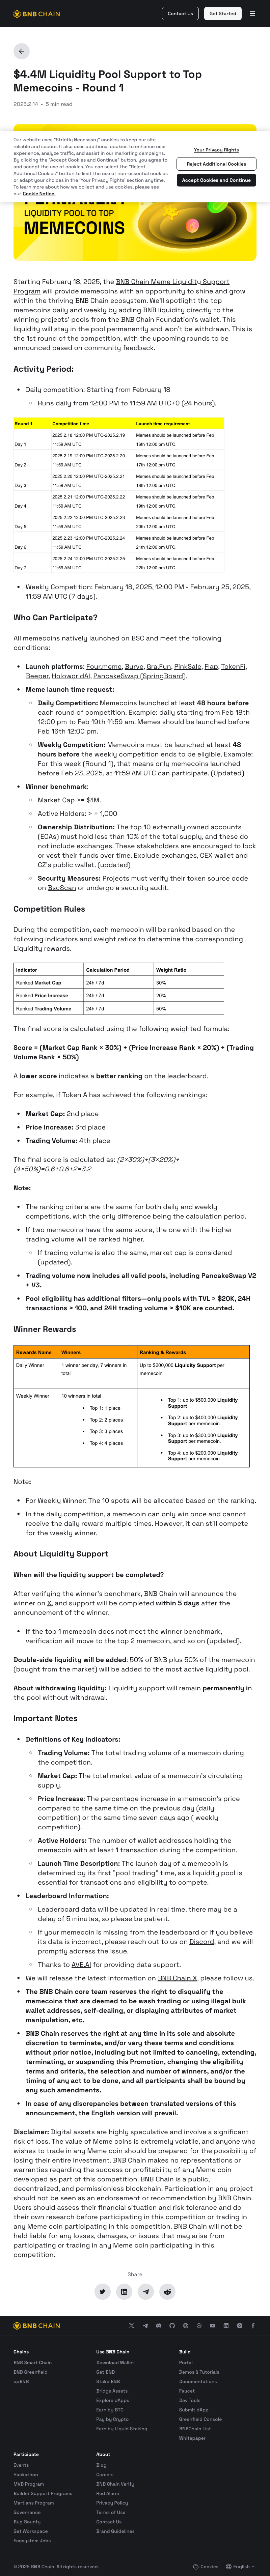 BNB CHAIN
Contact Us
Get Started
$4.4M Liquidity Pool Support to Top
Memecoins - Round 1
2025.2.14 • 5 min read
Our website uses "Strictly Necessary" cookies to keep our site
reliable and secure. It also uses additional cookies to enhance user
experience, analyze traffic, and assist in our marketing campaigns.
By clicking the "Accept Cookies and Continue" button, you agree to
and accept the use of cookies. You can select the "Reject
Additional Cookies" button to limit the use of non-essential cookies
or adapt your choices in the 'Your Privacy Rights' section anytime.
To learn more about how we use and collect cookies, please see
our Cookie Notice.
Your Privacy Rights
Reject Additional Cookies
Accept Cookies and Continue
LIQUIDITY POOL TO TOP
MEMECOINS
Starting February 18, 2025, the BNB Chain Meme Liquidity Support
Program will provide memecoins with additional support to build and grow
within the thriving BNB Chain ecosystem. We'll spotlight the top
memecoins daily and weekly by adding BNB liquidity directly to the
winning projects' pools from the BNB Chain Foundation's wallet. This
liquidity will stay in the pool permanently and won't be withdrawn. This is
the 1st round of the competition, with the upcoming rounds to be
announced based on community feedback.
Activity Period:
Daily competition: Starting from February 18
Runs daily from 12:00 PM to 11:59 AM UTC+0 (24 hours).
Round 1 Competition time Launch time requirement
Day 1 2025.2.18 12:00 PM UTC-2025.2.19 11:59 AM UTC Memes should be launched before Feb 16th 12:00 pm UTC.
Day 2 2025.2.19 12:00 PM UTC-2025.2.20 11:59 AM UTC Memes should be launched before Feb 17th 12:00 pm UTC.
Day 3 2025.2.20 12:00 PM UTC-2025.2.21 11:59 AM UTC Memes should be launched before Feb 18th 12:00 pm UTC.
Day 4 2025.2.21 12:00 PM UTC-2025.2.22 11:59 AM UTC Memes should be launched before Feb 19th 12:00 pm UTC.
Day 5 2025.2.22 12:00 PM UTC-2025.2.23 11:59 AM UTC Memes should be launched before Feb 20th 12:00 pm UTC.
Day 6 2025.2.23 12:00 PM UTC-2025.2.24 11:59 AM UTC Memes should be launched before Feb 21th 12:00 pm UTC.
Day 7 2025.2.24 12:00 PM UTC-2025.2.25 11:59 AM UTC Memes should be launched before Feb 22th 12:00 pm UTC.
Weekly Competition: February 18, 2025, 12:00 PM - February 25, 2025,
11:59 AM UTC (7 days).
Who Can Participate?
All memecoins natively launched on BSC and meet the following
conditions:
Launch platforms: Four.meme, Burve, Gra.Fun, PinkSale, Flap, TokenFi,
Beeper, HoloworldAI, PancakeSwap (SpringBoard).
Meme launch time request:
Daily Competition: Memecoins launched at least 48 hours before
each competition. Example: daily starting from Feb 18th
12:00 pm to Feb 19th 11:59 am. Memes should be launched before
Feb 16th 12:00 pm.
Weekly Competition: Memecoins must be launched at least 48
hours before the weekly competition ends to be eligible. Example:
For this week (Round 1), that means only memecoins launched
before Feb 23, 2025, at 11:59 AM UTC can participate. (Updated)
Winner benchmark:
Market Cap >= $1M.
Active Holders: > = 1,000
Ownership Distribution: The top 10 externally owned accounts
(EOAs) must hold less than 10% of the total supply, and these do
not include exchanges. These stakeholders are encouraged to lock
or vest their funds over time. Exclude exchanges, CEX wallet and
CZ's public wallet. (updated)
Security Measures: Projects must verify their token source code
on BscScan or undergo a security audit.
Competition Rules
During the competition, each memecoin will be ranked based on the
following indicators and weight ratios to determine the corresponding
Liquidity rewards.
Indicator Calculation Period Weight Ratio
Ranked Market Cap 24h / 7d 30%
Ranked Price Increase 24h / 7d 20%
Ranked Trading Volume 24h / 7d 50%
The final score is calculated using the following weighted formula:
Score = (Market Cap Rank × 30%) + (Price Increase Rank × 20%) + (Trading
Volume Rank × 50%)
A lower score indicates a better ranking on the leaderboard.
For example, if Token A has achieved the following rankings:
Market Cap: 2nd place
Price Increase: 3rd place
Trading Volume: 4th place
The final score is calculated as: (2×30%)+(3×20%)+
(4×50%)=0.6+0.6+2=3.2
Note:
The ranking criteria are the same for both daily and weekly
competitions, with the only difference being the calculation period.
If two memecoins have the same score, the one with the higher
trading volume will be ranked higher.
If trading volume is also the same, market cap is considered
(updated).
Trading volume now includes all valid pools, including PancakeSwap V2
+ V3.
Pool eligibility has additional filters—only pools with TVL > $20K, 24H
transactions > 100, and 24H trading volume > $10K are counted.
Winner Rewards
Rewards Name Winners Ranking & Rewards
Daily Winner 1 winner per day, 7 winners in total Up to $200,000 Liquidity Support per memecoin
Weekly Winner 10 winners in total
Top 1: 1 place
Top 2: 2 places
Top 3: 3 places
Top 4: 4 places
Top 1: up to $500,000 Liquidity Support
Top 2: up to $400,000 Liquidity Support per memecoin.
Top 3: up to $300,000 Liquidity Support per memecoin.
Top 4: up to $200,000 Liquidity Support per memecoin.
Note:
For Weekly Winner: The 10 spots will be allocated based on the ranking.
In the daily competition, a memecoin can only win once and cannot
receive the daily reward multiple times. However, it can still compete
for the weekly winner.
About Liquidity Support
When will the liquidity support be completed?
After verifying the winner's benchmark, BNB Chain will announce the
winner on X, and support will be completed within 5 days after the
announcement of the winner.
If the top 1 memecoin does not meet the winner benchmark,
verification will move to the top 2 memecoin, and so on (updated).
Double-side liquidity will be added: 50% of BNB plus 50% of the memecoin
(bought from the market) will be added to the most active liquidity pool.
About withdrawing liquidity: Liquidity support will remain permanently in
the pool without withdrawal.
Important Notes
Definitions of Key Indicators:
Trading Volume: The total trading volume of a memecoin during
the competition.
Market Cap: The total market value of a memecoin's circulating
supply.
Price Increase: The percentage increase in a memecoin's price
compared to the same time on the previous day (daily
competition) or the same time seven days ago ( weekly
competition).
Active Holders: The number of wallet addresses holding the
memecoin with at least 1 transaction during the competition.
Launch Time Description: The launch day of a memecoin is
determined by its first "pool trading" time, as a liquidity pool is
essential for transactions and eligibility to compete.
Leaderboard Information:
Leaderboard data will be updated in real time, there may be a
delay of 5 minutes, so please be patient.
If your memecoin is missing from the leaderboard or if you believe
its data is incorrect, please reach out to us on Discord, and we will
promptly address the issue.
Thanks to AVE.AI for providing data support.
We will release the latest information on BNB Chain X, please follow us.
The BNB Chain core team reserves the right to disqualify the
memecoins that are deemed to be wash trading or using illegal bulk
wallet addresses, self-dealing, or displaying attributes of market
manipulation, etc.
BNB Chain reserves the right at any time in its sole and absolute
discretion to terminate, and/or vary these terms and conditions
without prior notice, including but not limited to canceling, extending,
terminating, or suspending this Promotion, changing the eligibility
terms and criteria, the selection and number of winners, and/or the
timing of any act to be done, and all participants shall be bound by
any such amendments.
In case of any discrepancies between translated versions of this
announcement, the English version will prevail.
Disclaimer: Digital assets are highly speculative and involve a significant
risk of loss. The value of Meme coins is extremely volatile, and anyone who
wishes to trade in any Meme coin should be prepared for the possibility of
losing their entire investment. BNB Chain makes no representations or
warranties regarding the success or profitability of any Meme coin
developed as part of this competition. BNB Chain is a public,
decentralized, and permissionless blockchain. Participation in any project
should not be seen as an endorsement or recommendation by BNB Chain.
Users should assess their financial risk situation and risk tolerance, and do
their own research before participating in this competition or trading in
any Meme coin participating in this competition. BNB Chain will not be
liable for any losses, damages, or issues that may arise from
participating or trading in any Meme coin participating in this
competition.
Share
BNB CHAIN
Chains
BNB Smart Chain
BNB Greenfield
opBNB
Use BNB Chain
Download Wallet
Get BNB
Stake BNB
Bridge Assets
Explore dApps
Earn by BTC
Pay by Crypto
Earn by Liquid Staking
Build
Portal
Demos & Tutorials
Documentations
Faucet
Dev Tools
Submit dApp
Greenfield Console
BNBChain List
Whitepaper
Participate
Events
Hackathon
MVB Program
Builder Support Programs
Martians Program
Governance
Bug Bounty
Get Workspace
Ecosystem Jobs
About
Blog
Careers
BNB Chain Verify
Red Alarm
Privacy Policy
Terms of Use
Contact Us
Brand Guidelines
© 2025 BNB Chain. All rights reserved.
Cookies
English